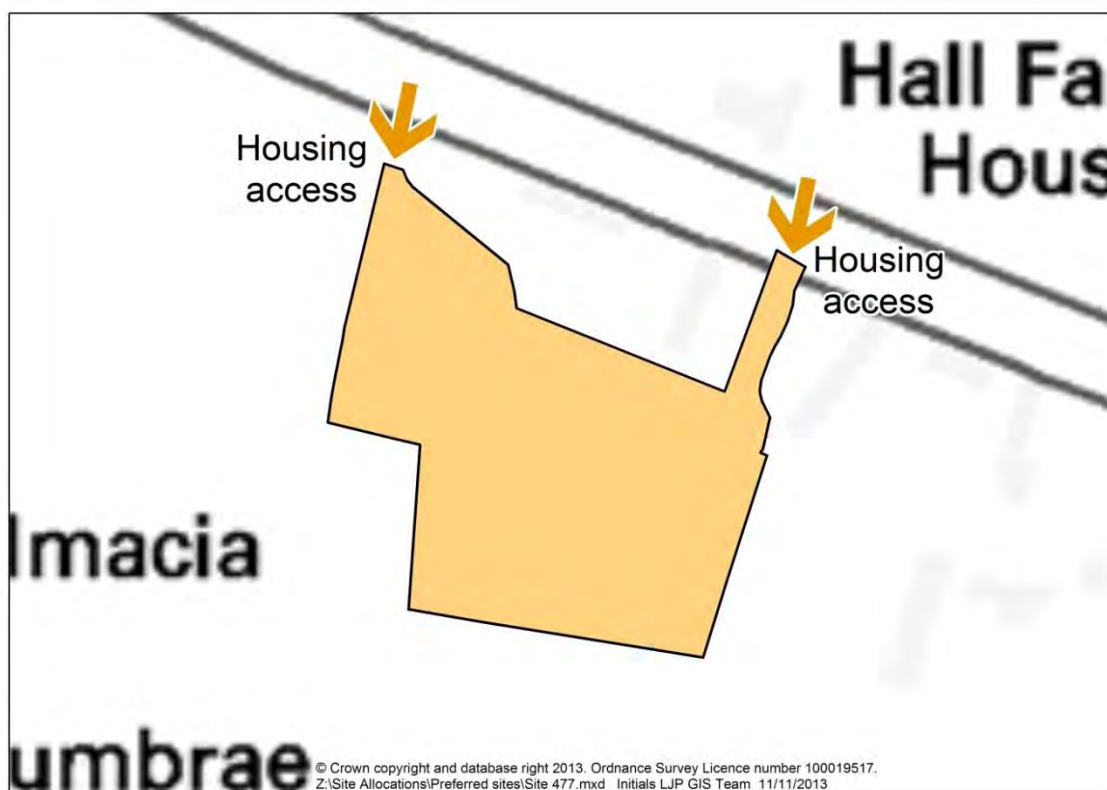 Hall Fa
Hous
Housing
access
Housing
access
lmacia
umbrae
© Crown copyright and database right 2013. Ordnance Survey Licence number 100019517.
Z:\Site Allocations\Preferred sites\Site 477.mxd Initials LJP GIS Team 11/11/2013